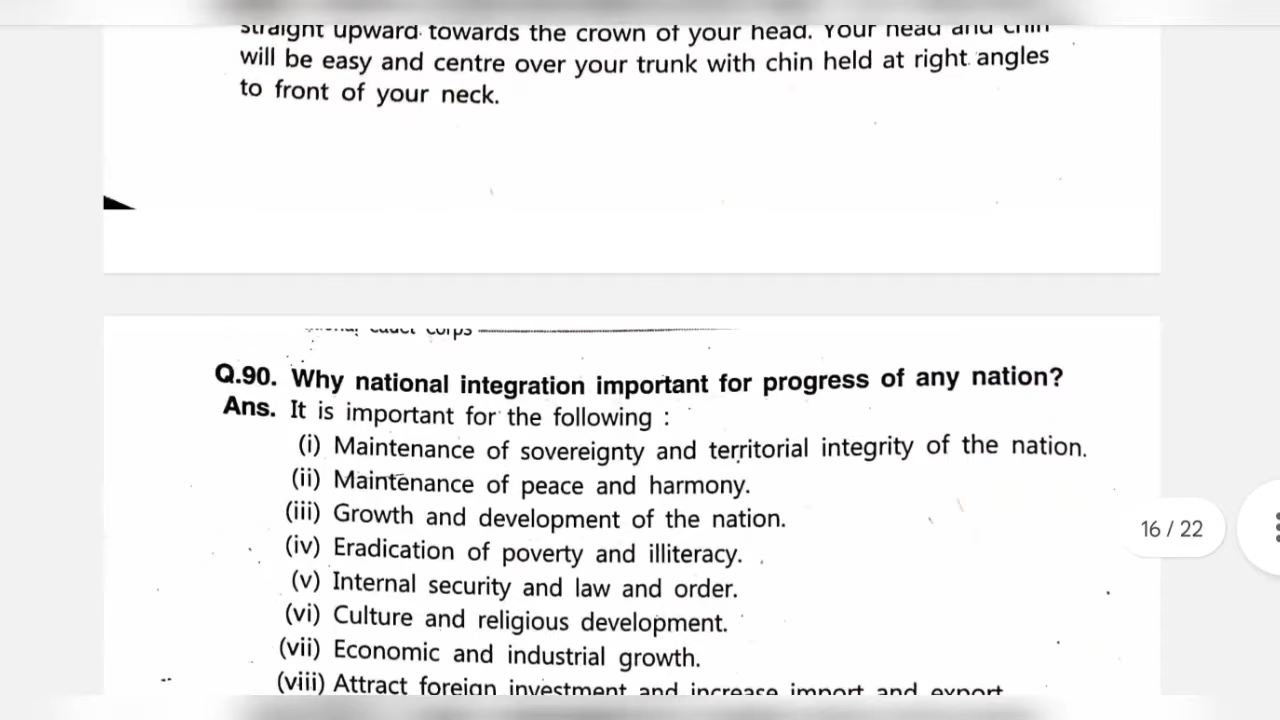 straight upward towards the crown of your head. Your head and chin
will be easy and centre over your trunk with chin held at right angles
to front of your neck.
Cadet Corps
Q.90. Why national integration important for progress of any nation?
Ans. It is important for the following :
(i) Maintenance of sovereignty and territorial integrity of the nation.
(ii) Maintenance of peace and harmony.
(iii) Growth and development of the nation.
(iv) Eradication of poverty and illiteracy.
(v) Internal security and law and order.
(vi) Culture and religious development.
(vii) Economic and industrial growth.
(viii) Attract foreign investment and increase import and export
16 / 22